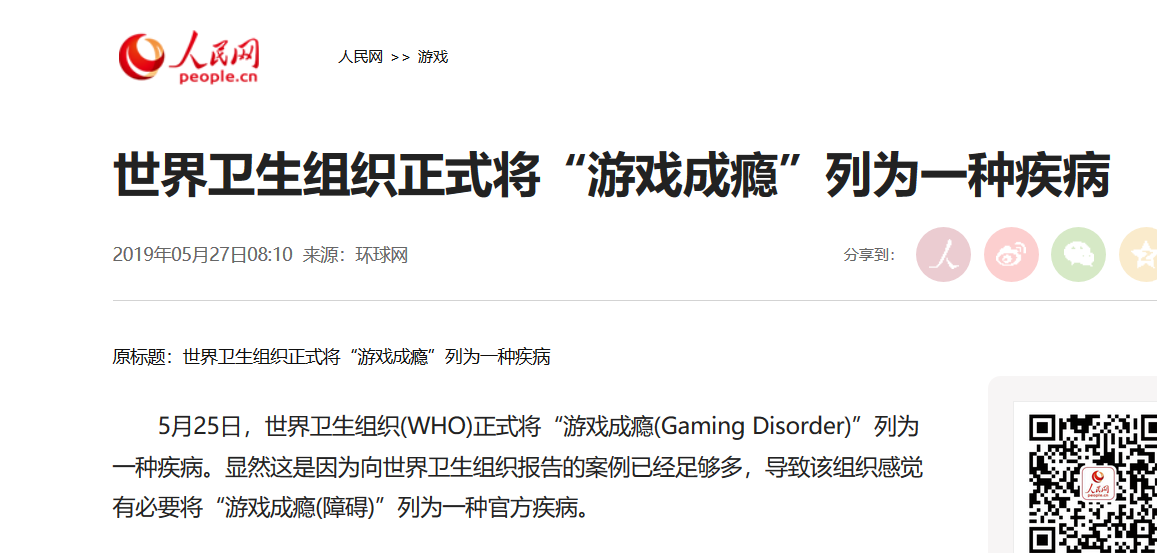 人民网
people.cn
人民网 >> 游戏
世界卫生组织正式将“游戏成瘾”列为一种疾病
2019年05月27日08:10 来源：环球网
分享到：
人
原标题：世界卫生组织正式将“游戏成瘾”列为一种疾病
5月25日，世界卫生组织(WHO)正式将“游戏成瘾(Gaming Disorder)”列为
一种疾病。显然这是因为向世界卫生组织报告的案例已经足够多，导致该组织感觉
有必要将“游戏成瘾(障碍)”列为一种官方疾病。
人民网
people.cn